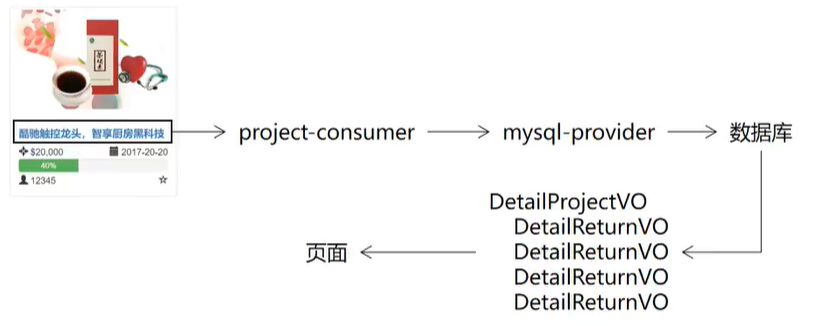 酷驰触控龙头，智享厨房黑科技
$20,000
2017-20-20
40%
12345
project-consumer
mysql-provider
数据库
DetailProjectVO
DetailReturnVO
DetailReturnVO
DetailReturnVO
DetailReturnVO
页面